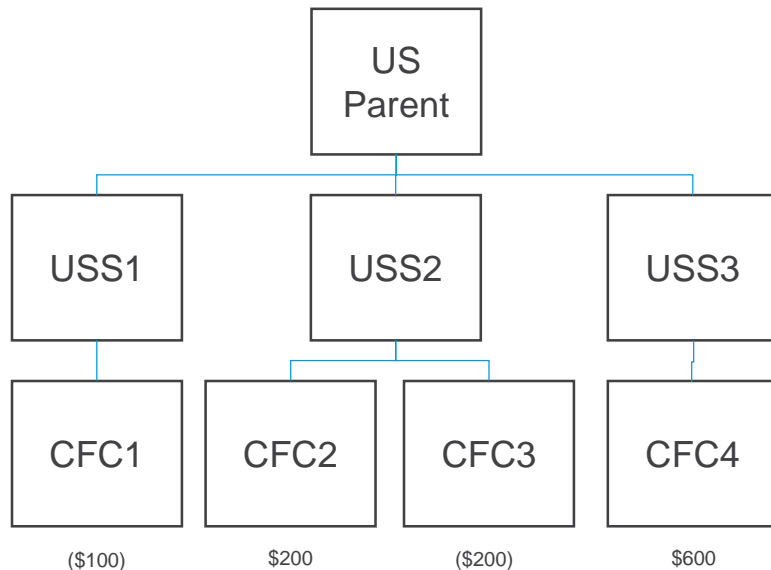 US
Parent
USS1
USS2
USS3
CFC1
CFC2
CFC3
CFC4
($100)
$200
($200)
$600